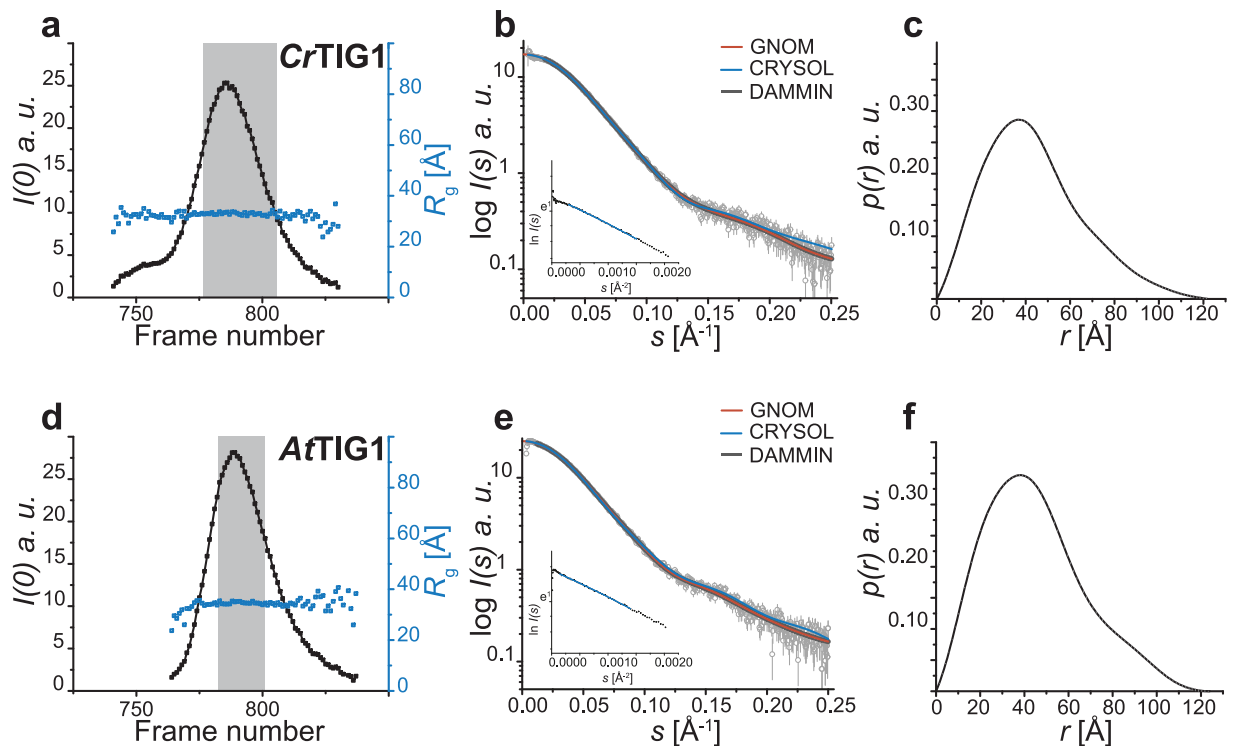 a
CrTIG1
I(0) a. u.
25
20
15
10
5
0
80
60
40
20
0
Rg [Å]
750
800
Frame number
b
GNOM
CRYSOL
DAMMIN
log I(s) a. u.
10
1
0.1
ln I(s)
e1
0.0000
0.0010
0.0020
s [Å-2]
0.00
0.05
0.10
0.15
0.20
0.25
s [Å-1]
c
p(r) a. u.
0.30
0.20
0.10
0
20
40
60
80
100
120
r [Å]
d
AtTIG1
I(0) a. u.
30
25
20
15
10
5
0
80
60
40
20
0
Rg [Å]
750
800
Frame number
e
GNOM
CRYSOL
DAMMIN
log I(s) a. u.
10
1
0.1
ln I(s)
e1
0.0000
0.0010
0.0020
s [Å-2]
0.00
0.05
0.10
0.15
0.20
0.25
s [Å-1]
f
p(r) a. u.
0.30
0.20
0.10
0
20
40
60
80
100
120
r [Å]